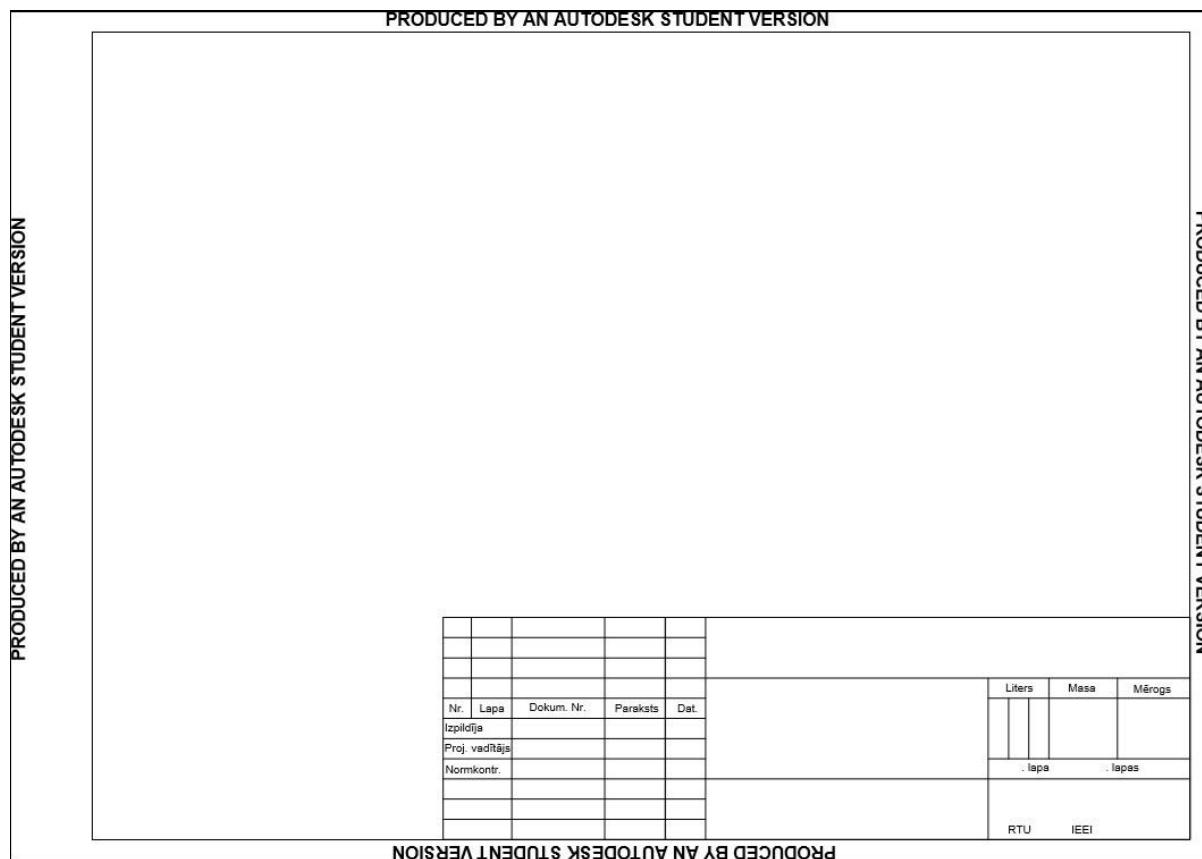 PRODUCED BY AN AUTODESK STUDENT VERSION
PRODUCED BY AN AUTODESK STUDENT VERSION
PRODUCED BY AN AUTODESK STUDENT VERSION
Liters Masa Mērogs
Nr. Lapa Dokum. Nr. Paraksts Dat.
Izpildīja
Proj. vadītājs
Normkontr.
. lapa . lapas
RTU IEEI
PRODUCED BY AN AUTODESK STUDENT VERSION